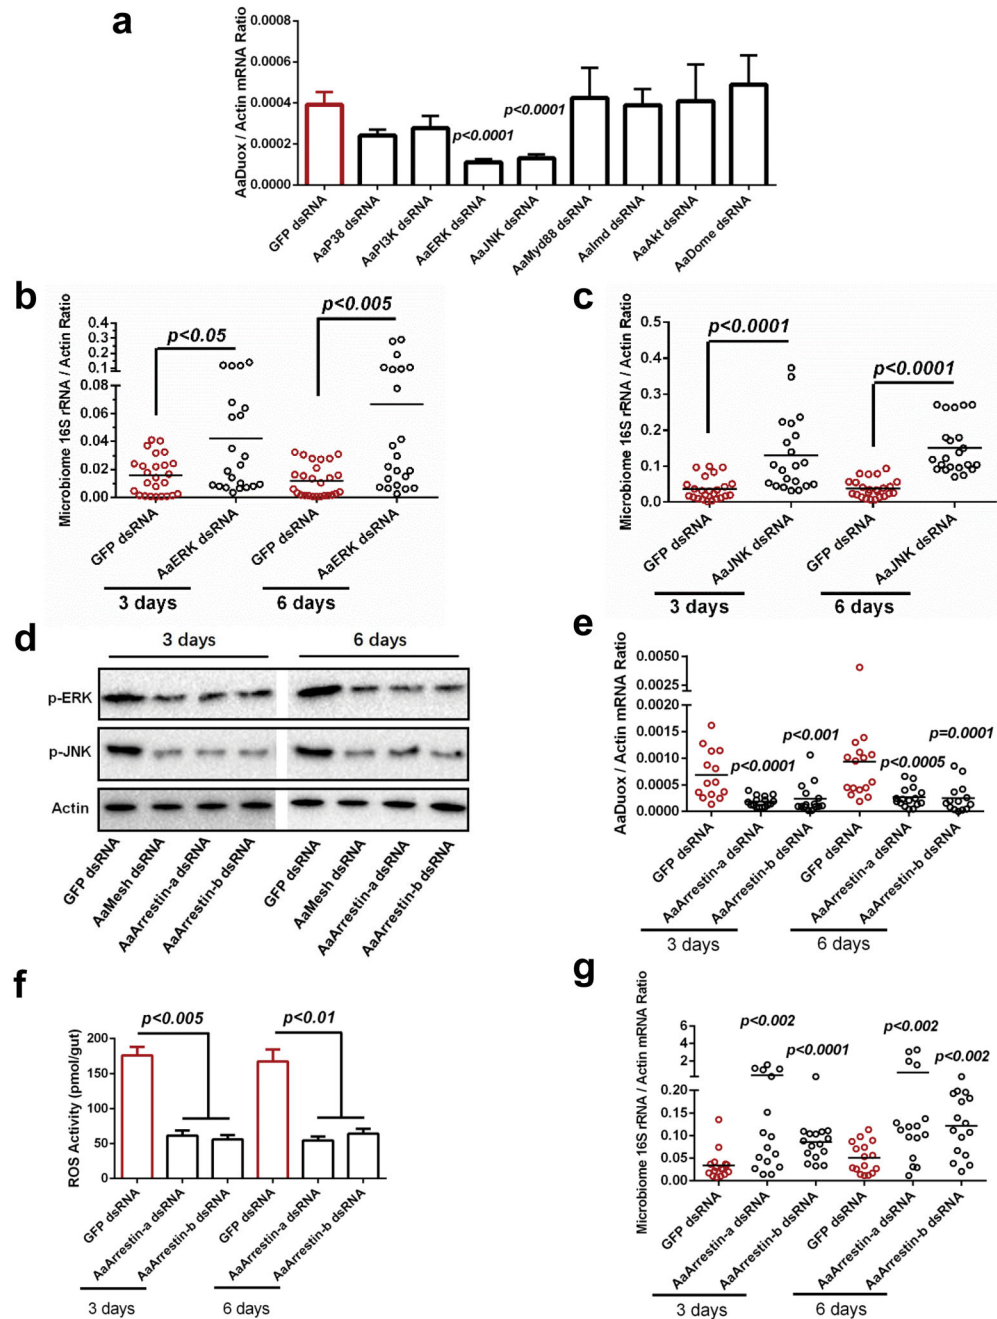 a
AaDuox / Actin mRNA Ratio
0.0008
0.0006
0.0004
0.0002
0.0000
p<0.0001
p<0.0001
GFP dsRNA
AaP38 dsRNA
AaPI3K dsRNA
AaERK dsRNA
AaJNK dsRNA
AaMyd88 dsRNA
AaImd dsRNA
AaAkt dsRNA
AaDome dsRNA
b
Microbiome 16S rRNA / Actin Ratio
0.4
0.3
0.2
0.1
0.08
0.06
0.04
0.02
0.00
p<0.05
p<0.005
GFP dsRNA
AaERK dsRNA
GFP dsRNA
AaERK dsRNA
3 days
6 days
c
Microbiome 16S rRNA / Actin Ratio
0.5
0.4
0.3
0.2
0.1
0.0
p<0.0001
p<0.0001
GFP dsRNA
AaJNK dsRNA
GFP dsRNA
AaJNK dsRNA
3 days
6 days
d
3 days
6 days
p-ERK
p-JNK
Actin
GFP dsRNA
AaMesh dsRNA
AaArrestin-a dsRNA
AaArrestin-b dsRNA
GFP dsRNA
AaMesh dsRNA
AaArrestin-a dsRNA
AaArrestin-b dsRNA
e
AaDuox / Actin mRNA Ratio
0.0050
0.0025
0.0020
0.0015
0.0010
0.0005
0.0000
p<0.0001
p<0.001
p<0.0005
p=0.0001
GFP dsRNA
AaArrestin-a dsRNA
AaArrestin-b dsRNA
GFP dsRNA
AaArrestin-a dsRNA
AaArrestin-b dsRNA
3 days
6 days
f
ROS Activity (pmol/gut)
200
150
100
50
0
p<0.005
p<0.01
GFP dsRNA
AaArrestin-a dsRNA
AaArrestin-b dsRNA
GFP dsRNA
AaArrestin-a dsRNA
AaArrestin-b dsRNA
3 days
6 days
g
Microbiome 16S rRNA / Actin mRNA Ratio
6
4
2
0.20
0.15
0.10
0.05
0.00
p<0.002
p<0.0001
p<0.002
p<0.002
GFP dsRNA
AaArrestin-a dsRNA
AaArrestin-b dsRNA
GFP dsRNA
AaArrestin-a dsRNA
AaArrestin-b dsRNA
3 days
6 days